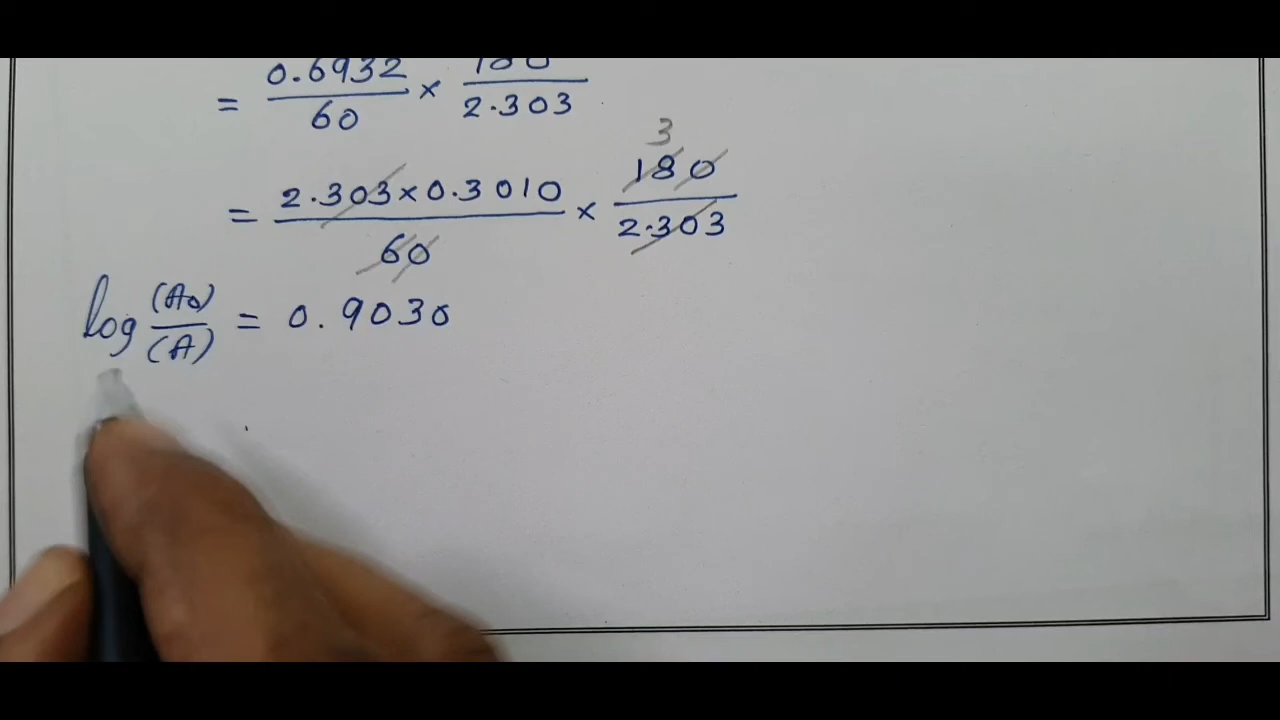 = 0.6932/60 × 180/2.303
= 2.303×0.3010/60 × 180/2.303 3
log (A0)/(A) = 0.9030